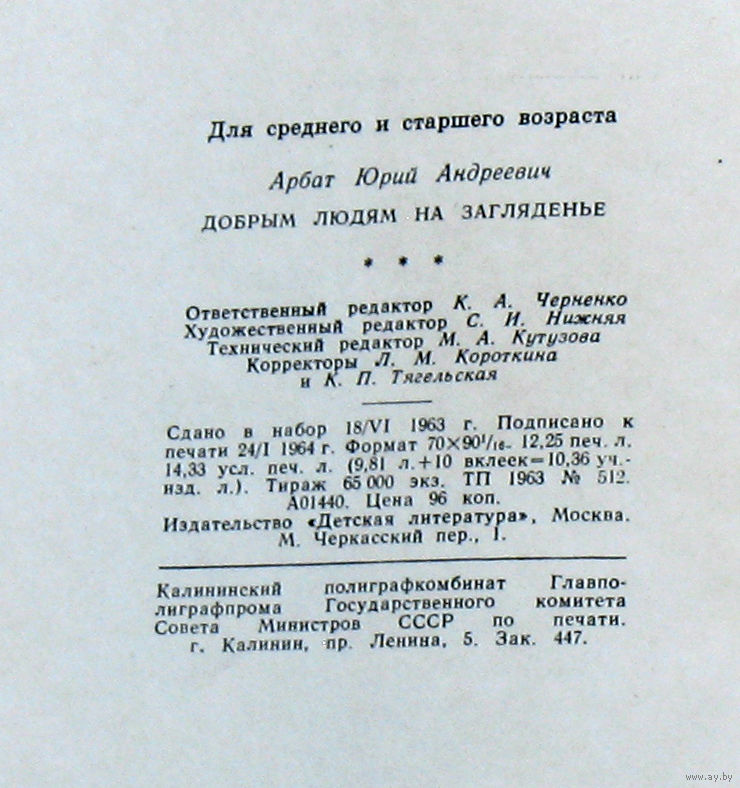 Для среднего и старшего возраста
Арбат Юрий Андреевич
ДОБРЫМ ЛЮДЯМ НА ЗАГЛЯДЕНЬЕ
* * *
Ответственный редактор К. А. Черненко
Художественный редактор С. И. Нижняя
Технический редактор М. А. Кутузова
Корректоры Л. М. Короткина
и К. П. Тягельская
Сдано в набор 18/VI 1963 г. Подписано к
печати 24/I 1964 г. Формат 70×90¹/₁₆. 12,25 печ. л.
14,33 усл. печ. л. (9,81 л.+10 вклеек=10,36 уч.-
изд. л.). Тираж 65 000 экз. ТП 1963 № 512.
А01440. Цена 96 коп.
Издательство «Детская литература», Москва.
М. Черкасский пер., 1.
Калининский полиграфкомбинат Главпо-
лиграфпрома Государственного комитета
Совета Министров СССР по печати.
г. Калинин, пр. Ленина, 5. Зак. 447.
www.ay.by